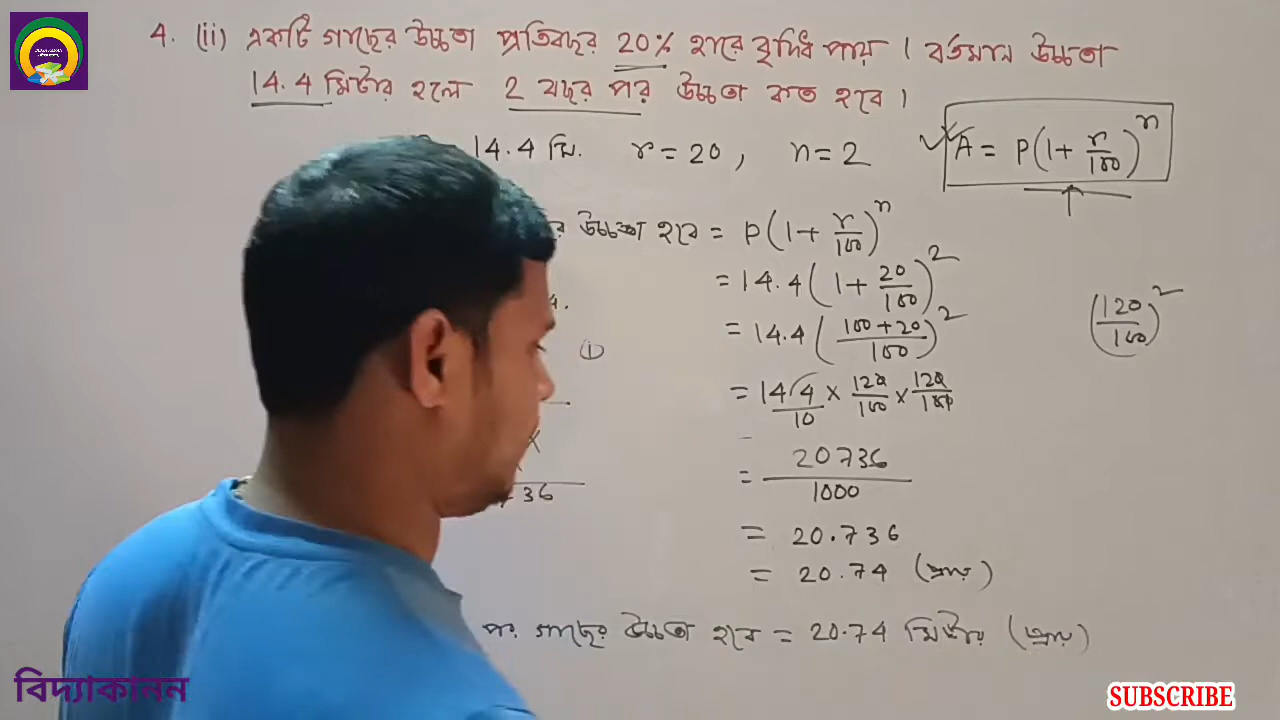 4. (ii) একটি গাছের উচ্চতা প্রতিবছর 20% হারে বৃদ্ধি পায়। বর্তমান উচ্চতা
14.4 মিটার হলে 2 বছর পর উচ্চতা কত হবে।
= 14.4 মি. r = 20, n = 2 A = P(1 + r/100)^n
উচ্চতা হবে = P(1 + r/100)^n
= 14.4(1 + 20/100)^2
= 14.4(100+20/100)^2 (120/100)^2
①
= 144/10 × 120/100 × 120/100
= 20736/1000
36
= 20.736
= 20.74 (প্রায়)
পর গাছের উচ্চতা হবে = 20.74 মিটার (প্রায়)
বিদ্যাকানন
SUBSCRIBE